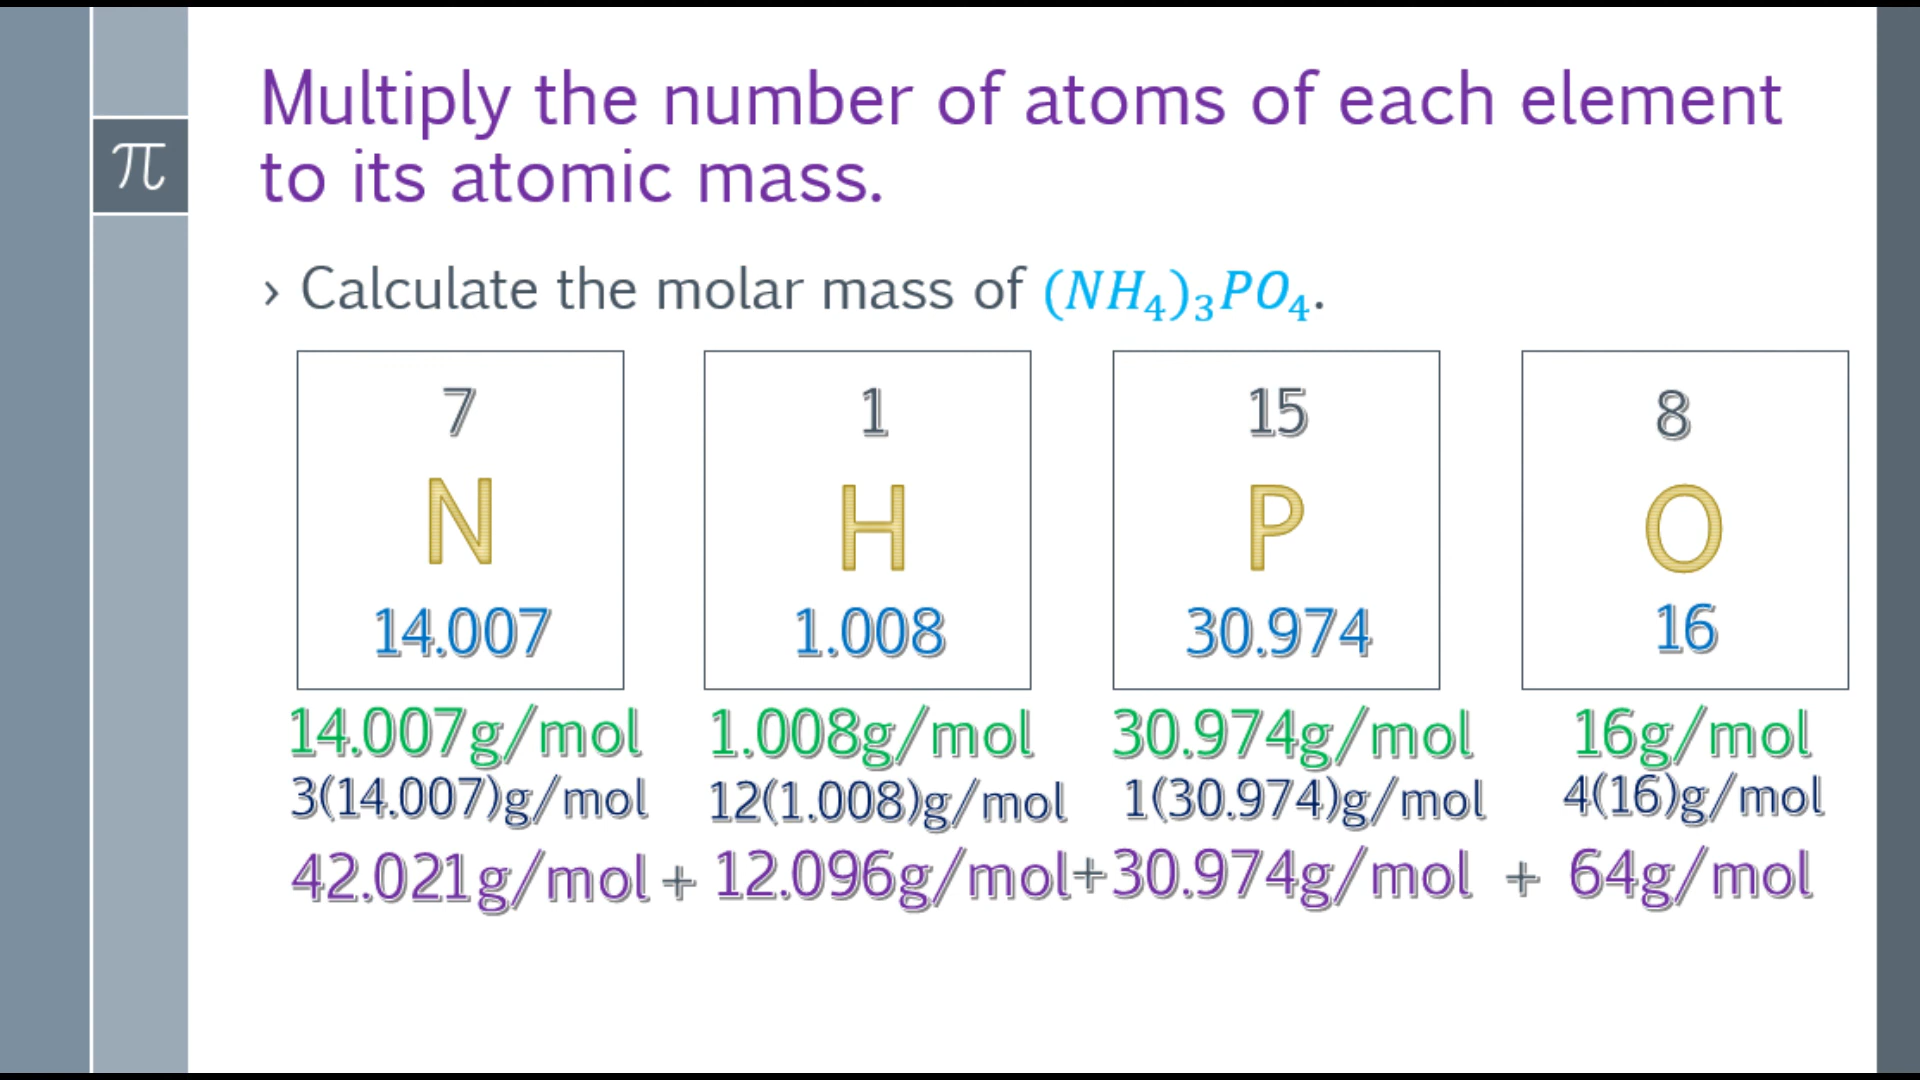 π
Multiply the number of atoms of each element
to its atomic mass.
› Calculate the molar mass of (NH₄)₃PO₄.
7 1 15 8
N H P O
14.007 1.008 30.974 16
14.007g/mol 1.008g/mol 30.974g/mol 16g/mol
3(14.007)g/mol 12(1.008)g/mol 1(30.974)g/mol 4(16)g/mol
42.021g/mol + 12.096g/mol+30.974g/mol + 64g/mol